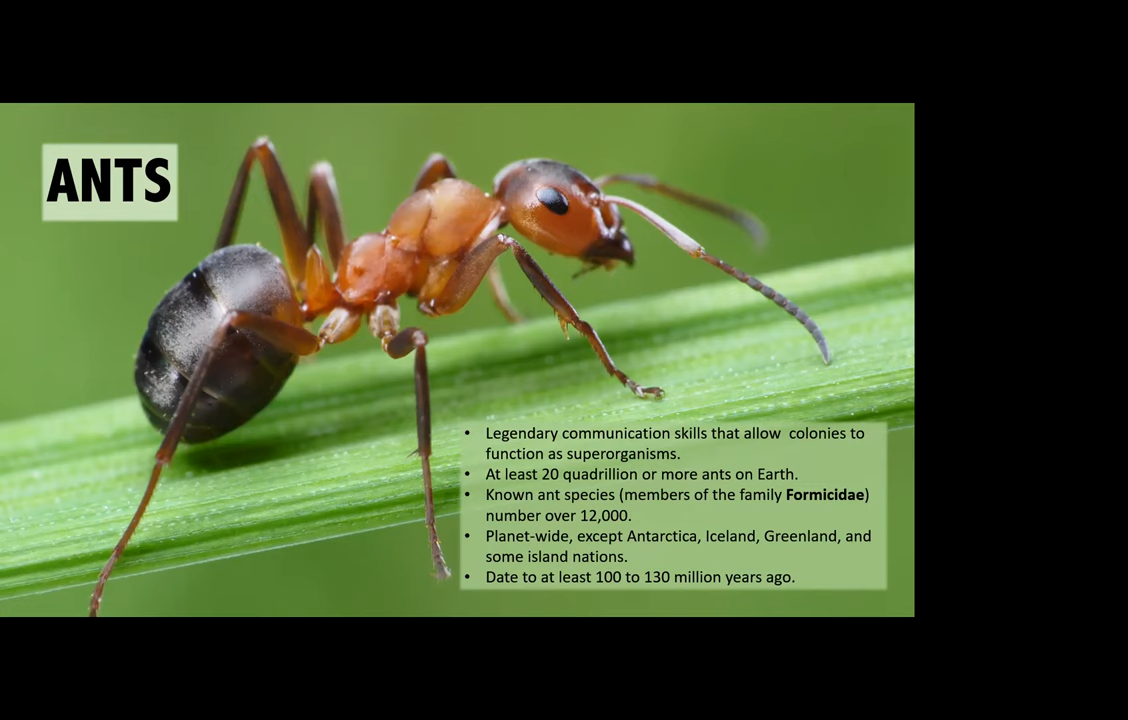 ANTS
• Legendary communication skills that allow  colonies to
function as superorganisms.
• At least 20 quadrillion or more ants on Earth.
• Known ant species (members of the family Formicidae)
number over 12,000.
• Planet-wide, except Antarctica, Iceland, Greenland, and
some island nations.
• Date to at least 100 to 130 million years ago.